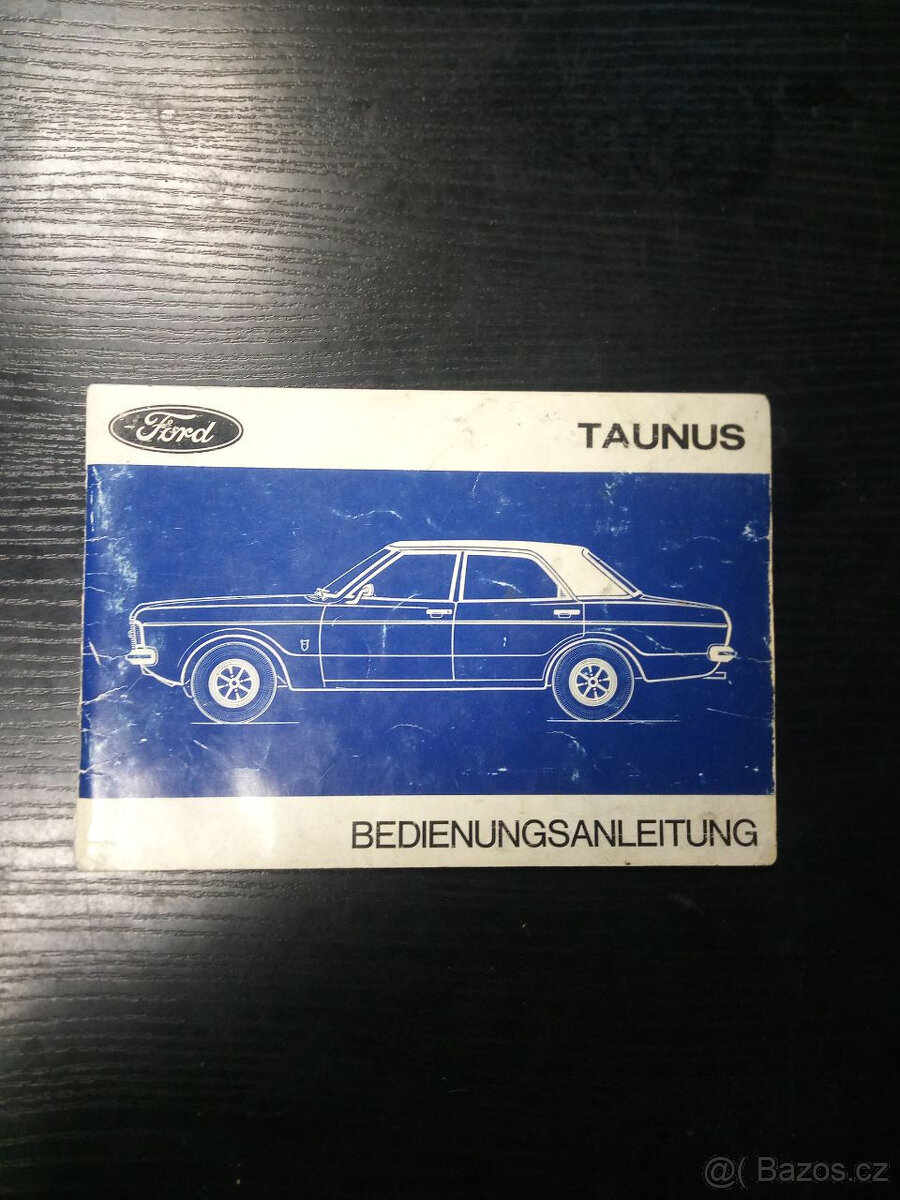 Ford
TAUNUS
BEDIENUNGSANLEITUNG
@( Bazos.cz